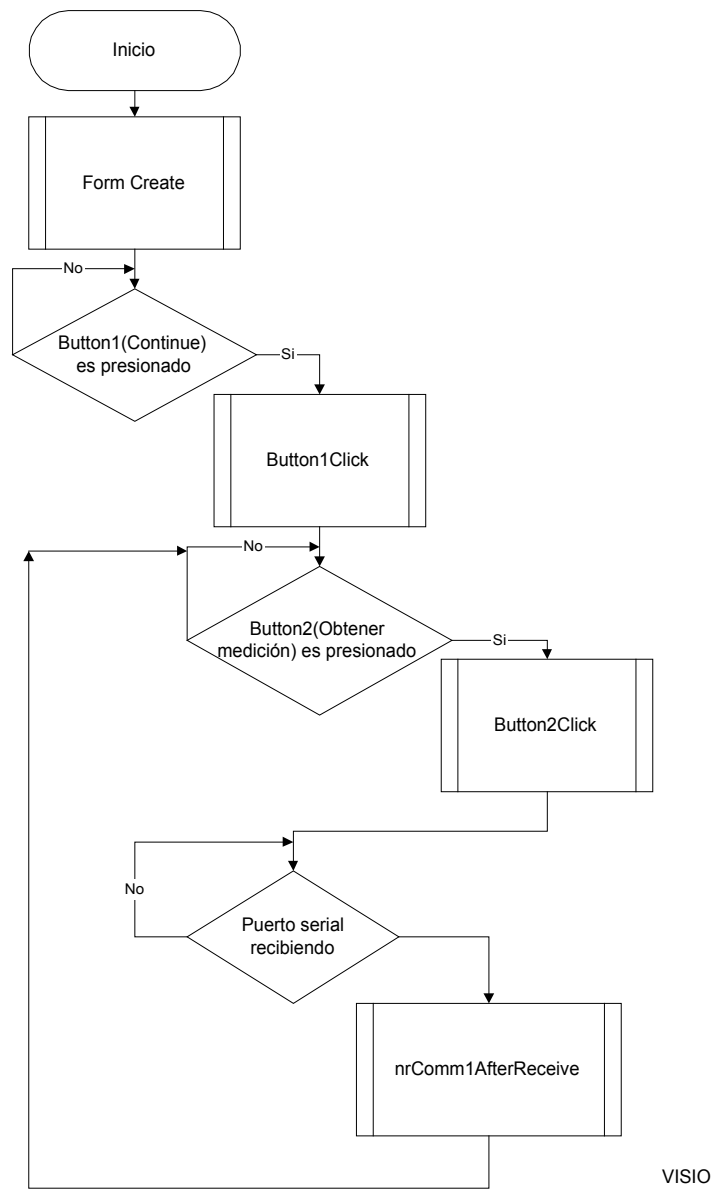 Inicio
Form Create
No
Button1(Continue)
es presionado
Si
Button1Click
No
Button2(Obtener
medición) es presionado
Si
Button2Click
No
Puerto serial
recibiendo
nrComm1AfterReceive
VISIO